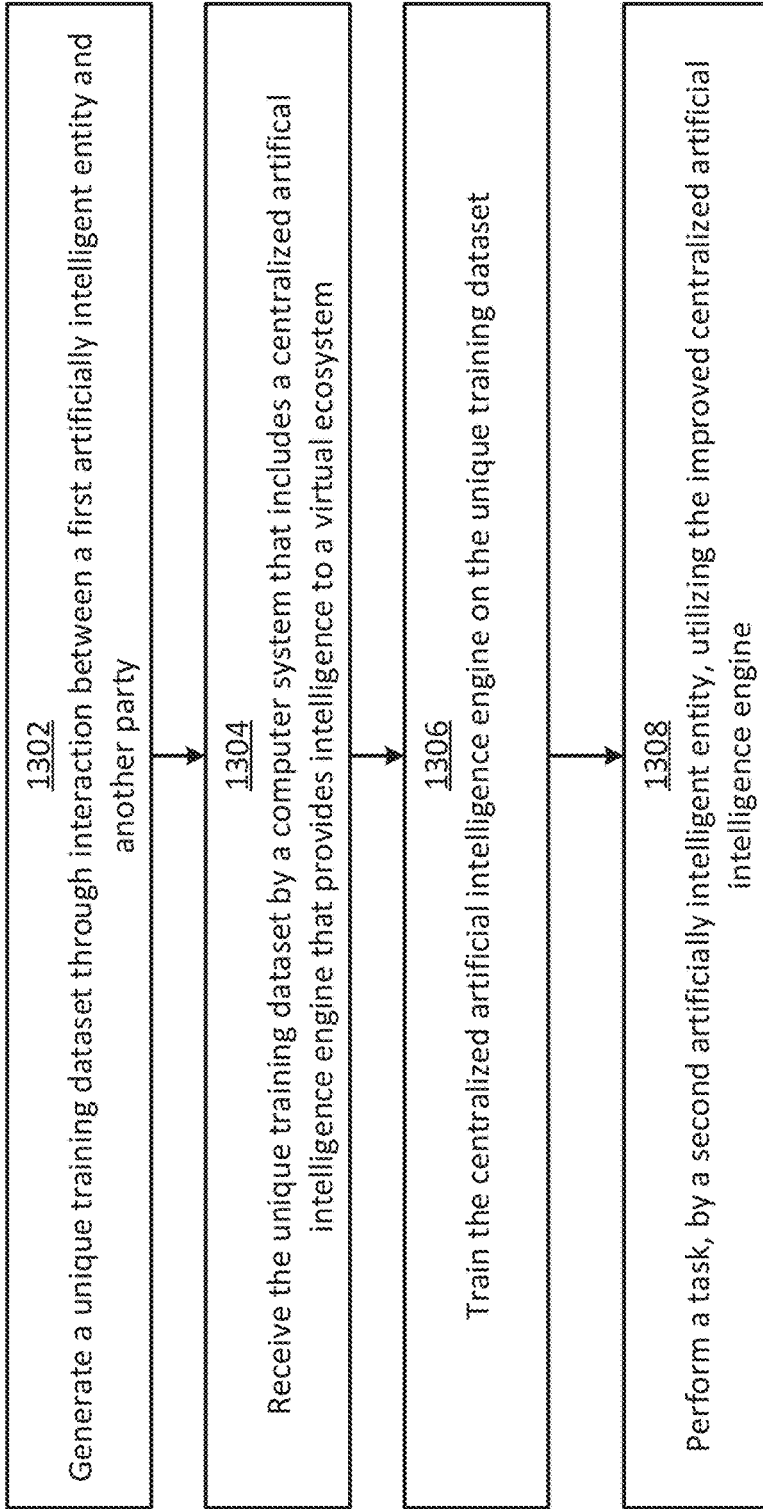 1302
Generate a unique training dataset through interaction between a first artificially intelligent entity and
another party
1304
Receive the unique training dataset by a computer system that includes a centralized artifical
intelligence engine that provides intelligence to a virtual ecosystem
1306
Train the centralized artificial intelligence engine on the unique training dataset
1308
Perform a task, by a second artificially intelligent entity, utilizing the improved centralized artificial
intelligence engine